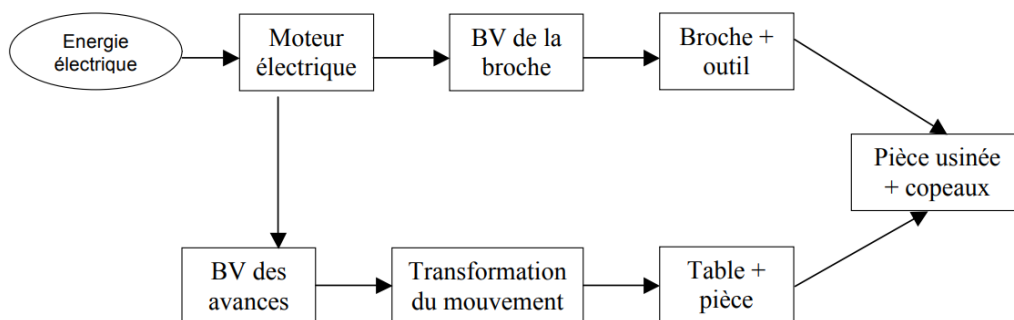 Energie
électrique
Moteur
électrique
BV de la
broche
Broche +
outil
Pièce usinée
+ copeaux
BV des
avances
Transformation
du mouvement
Table +
pièce